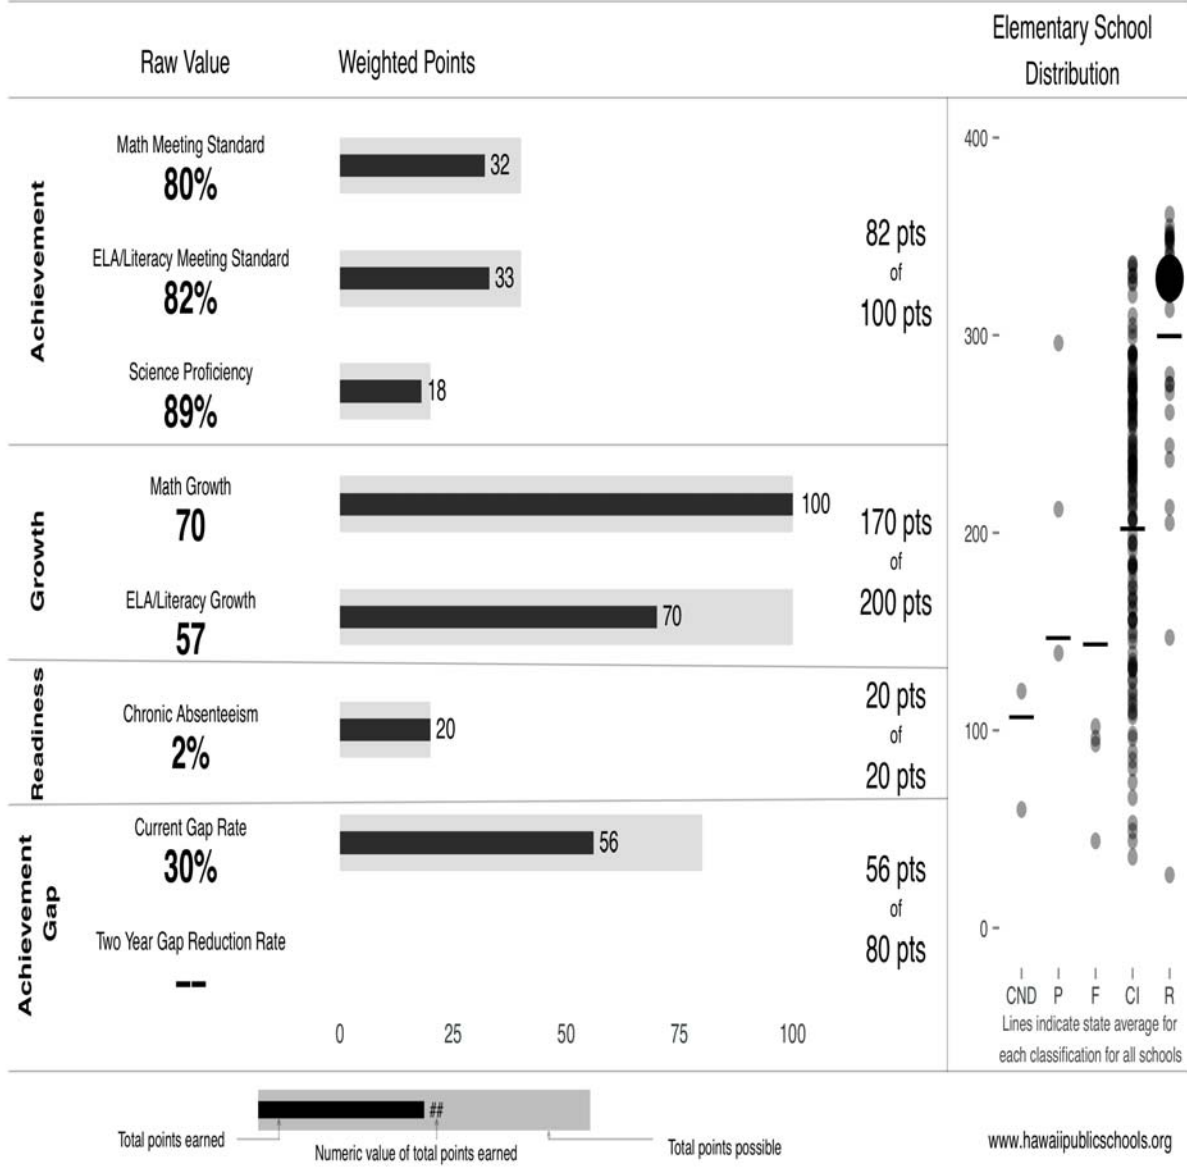 Raw Value
Weighted Points
Elementary School
Distribution
Achievement
Math Meeting Standard
80%
32
ELA/Literacy Meeting Standard
82%
33
Science Proficiency
89%
18
82 pts
of
100 pts
Growth
Math Growth
70
100
ELA/Literacy Growth
57
70
170 pts
of
200 pts
Readiness
Chronic Absenteeism
2%
20
20 pts
of
20 pts
Achievement
Gap
Current Gap Rate
30%
56
Two Year Gap Reduction Rate
--
56 pts
of
80 pts
0 25 50 75 100
400
300
200
100
0
CND P F CI R
Lines indicate state average for
each classification for all schools
##
Total points earned
Numeric value of total points earned
Total points possible
www.hawaiipublicschools.org